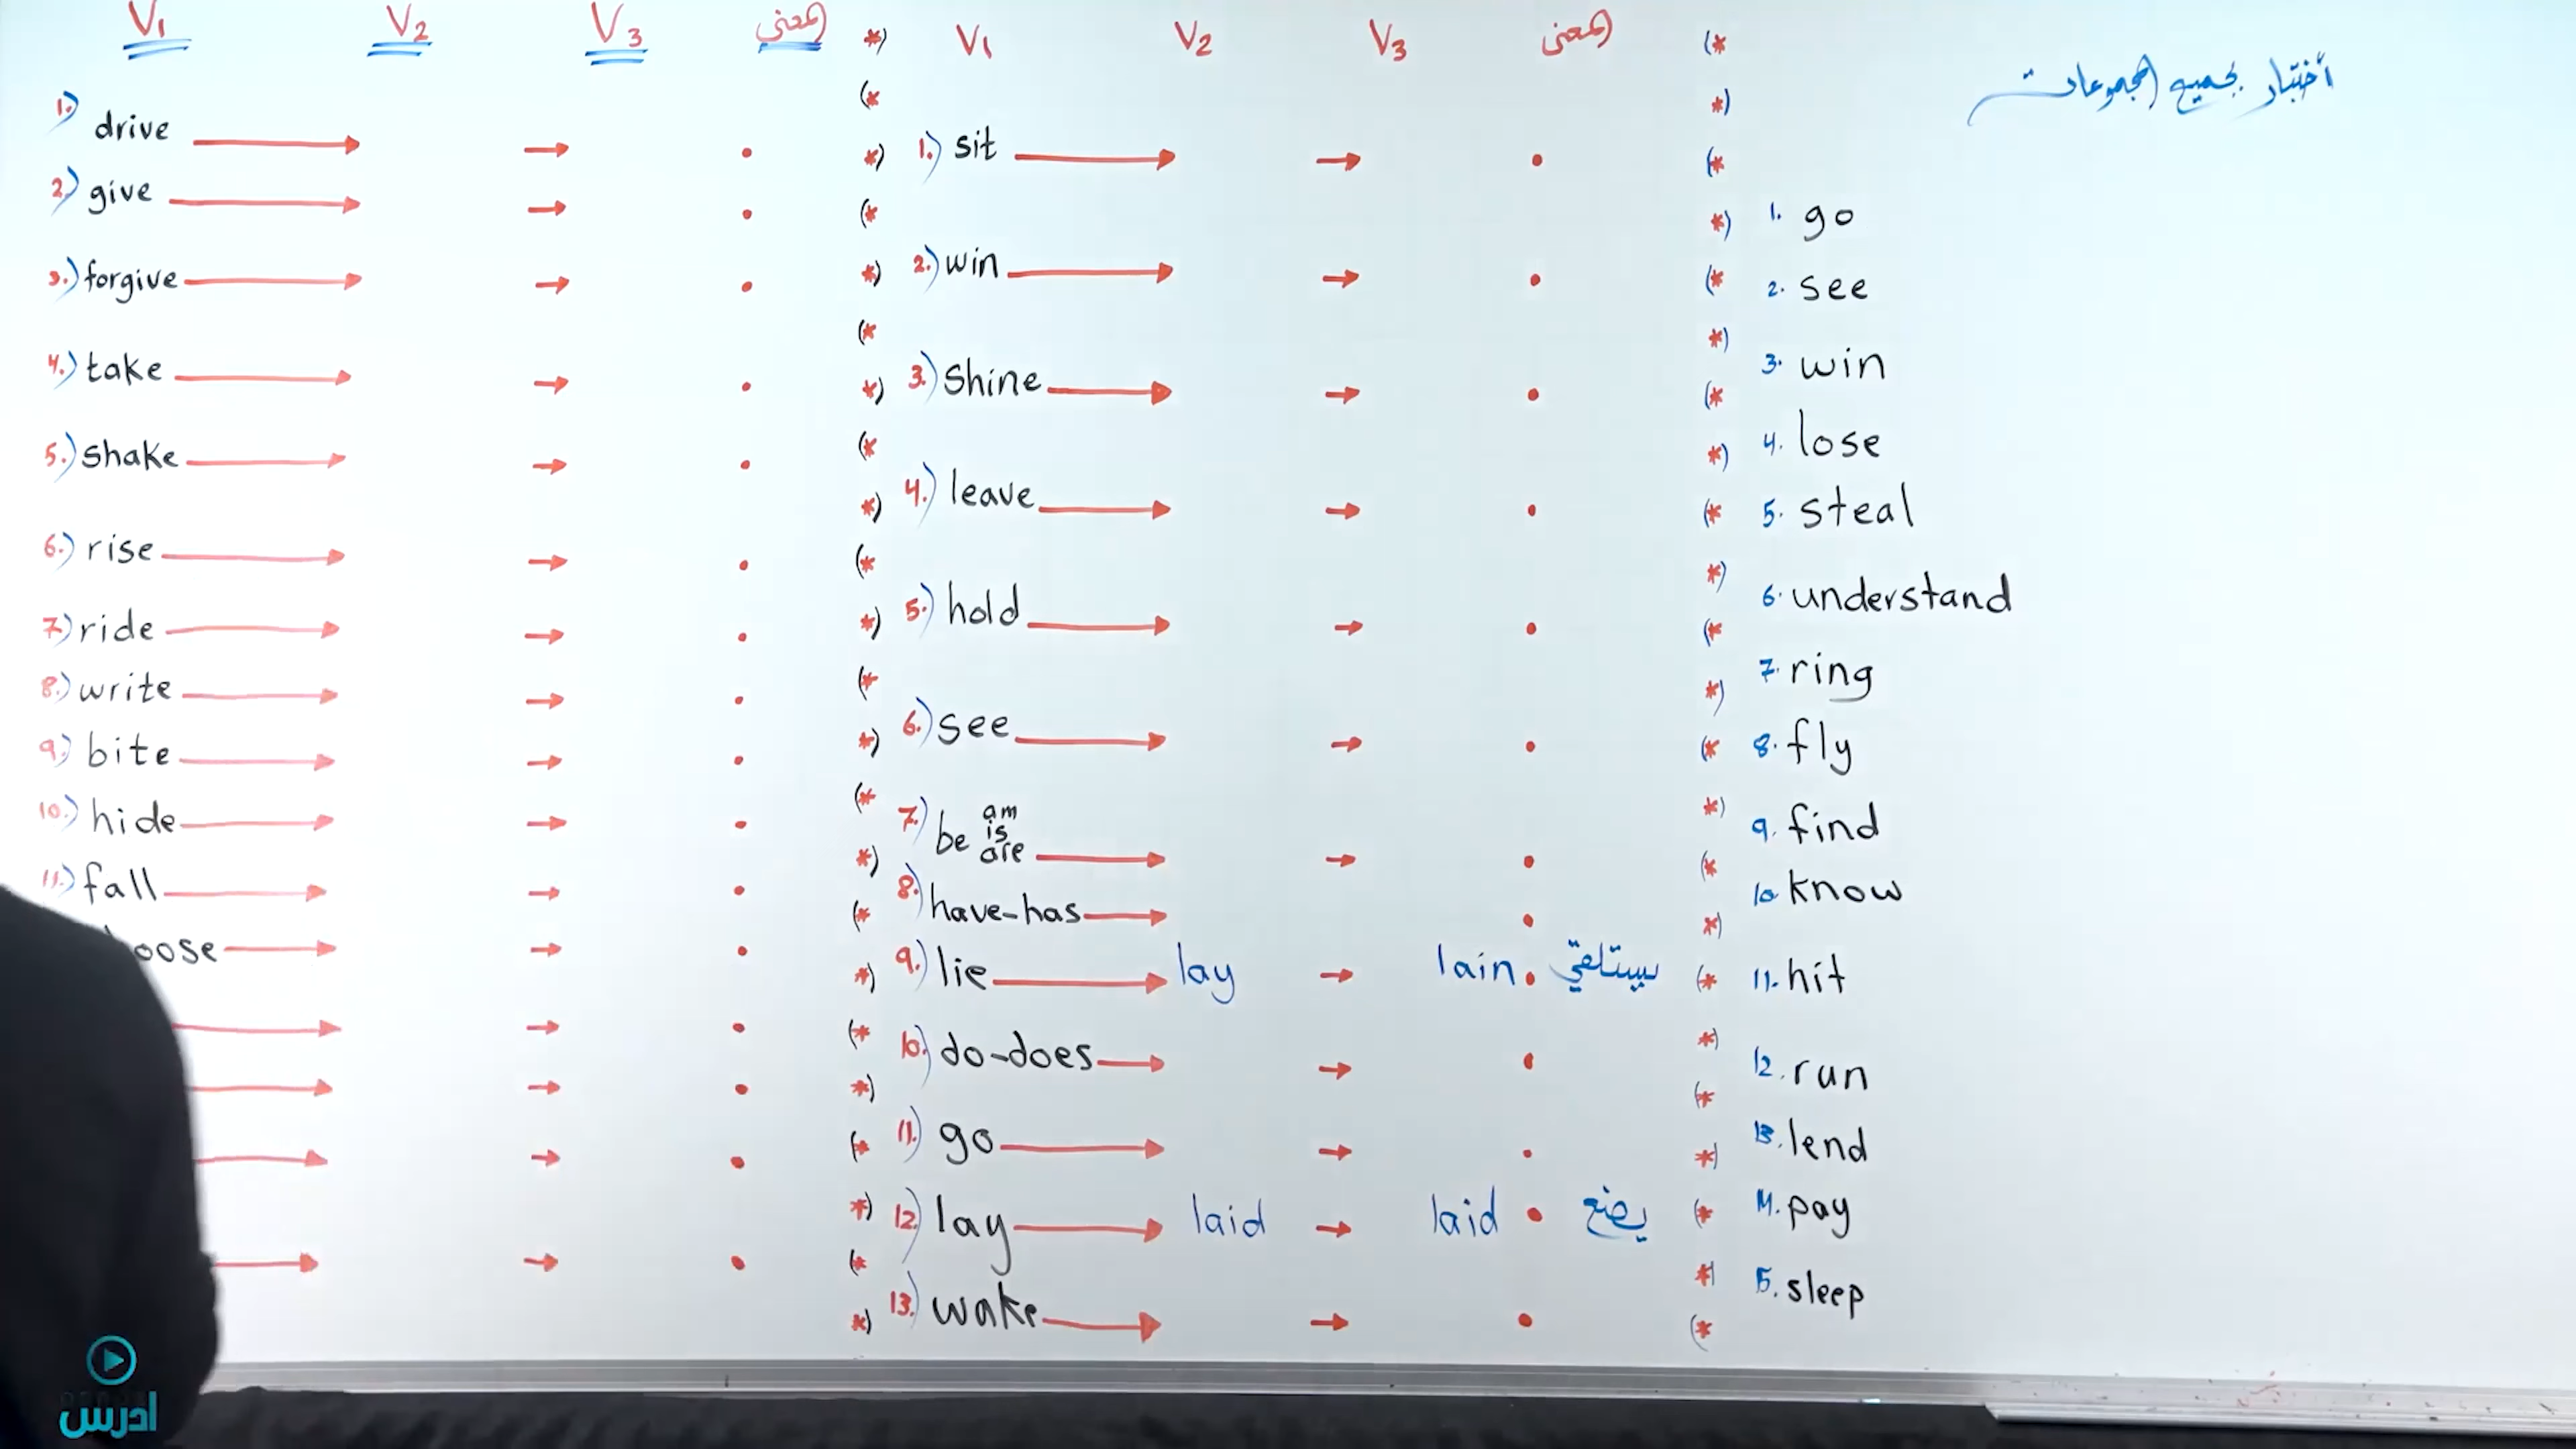 V1 V2 V3 المعنى
1.) drive
2) give
3.) forgive
4.) take
5.) shake
6.) rise
7.) ride
8.) write
9.) bite
10.) hide
11.) fall
oose
V1 V2 V3 المعنى
1.) sit
2.) win
3.) Shine
4.) leave
5.) hold
6.) see
7.) be am is are
8.) have-has
9.) lie lay lain يستلقي
10.) do-does
11.) go
12.) lay laid laid يضع
13.) wake
أختبار لجميع المجموعات
1. go
2. see
3. win
4. lose
5. steal
6. understand
7. ring
8. fly
9. find
10 know
11. hit
12. run
13. lend
14. pay
15. sleep
ادرس